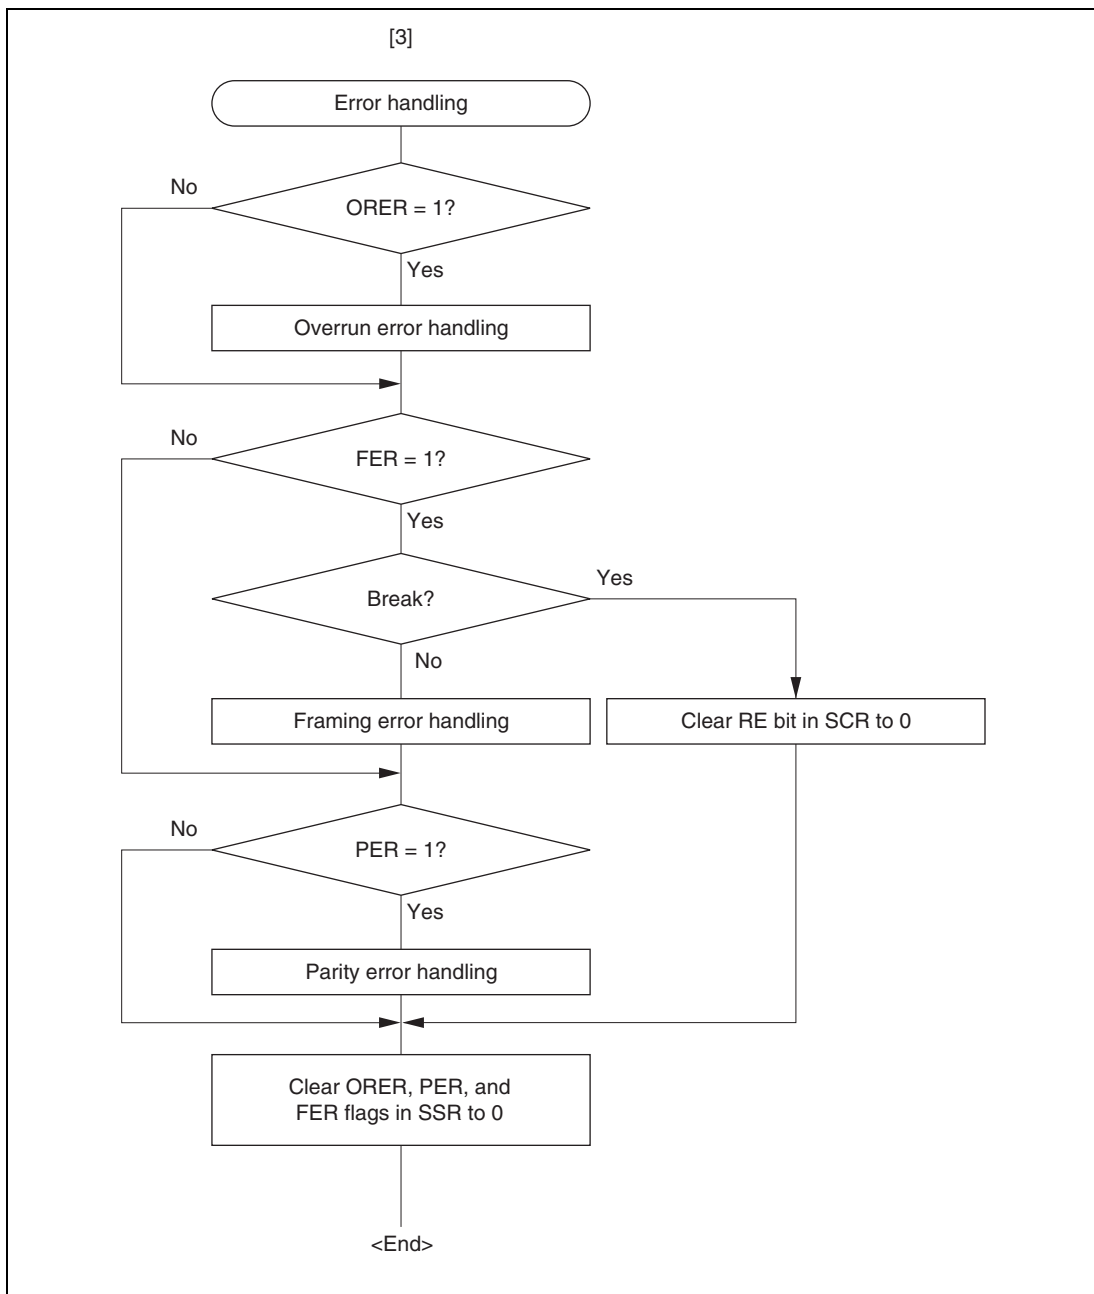 [3]
Error handling
No
ORER = 1?
Yes
Overrun error handling
No
FER = 1?
Yes
Break?
Yes
No
Framing error handling
Clear RE bit in SCR to 0
No
PER = 1?
Yes
Parity error handling
Clear ORER, PER, and
FER flags in SSR to 0
<End>